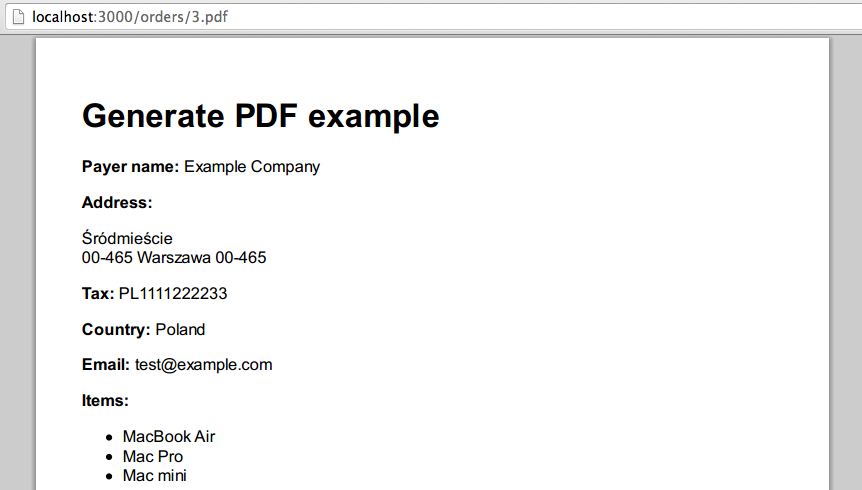 localhost:3000/orders/3.pdf
Generate PDF example
Payer name: Example Company
Address:
Śródmieście
00-465 Warszawa 00-465
Tax: PL1111222233
Country: Poland
Email: test@example.com
Items:
• MacBook Air
• Mac Pro
• Mac mini